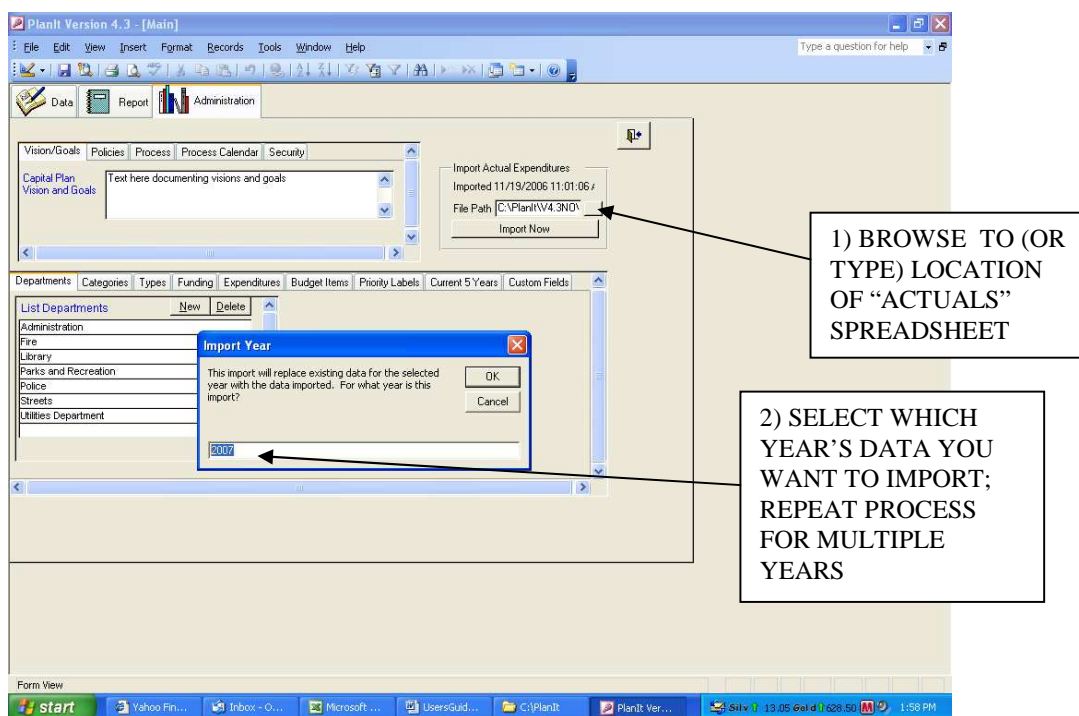 PlanIt Version 4.3 - [Main]
File Edit View Insert Format Records Tools Window Help
Type a question for help
Data Report Administration
Vision/Goals Policies Process Process Calendar Security
Capital Plan
Vision and Goals
Text here documenting visions and goals
Import Actual Expenditures
Imported 11/19/2006 11:01:06
File Path C:\PlanIt\V4.3NO\
Import Now
1) BROWSE TO (OR
TYPE) LOCATION
OF “ACTUALS”
SPREADSHEET
Departments Categories Types Funding Expenditures Budget Items Priority Labels Current 5 Years Custom Fields
List Departments New Delete
Administration
Fire
Library
Parks and Recreation
Police
Streets
Utilities Department
Import Year
This import will replace existing data for the selected
year with the data imported. For what year is this
import?
OK
Cancel
2007
2) SELECT WHICH
YEAR’S DATA YOU
WANT TO IMPORT;
REPEAT PROCESS
FOR MULTIPLE
YEARS
Form View
start Yahoo Fin... Inbox - O... Microsoft ... UsersGuid... C:\PlanIt PlanIt Ver... Silv 13.05 Gold 628.50 M 1:58 PM